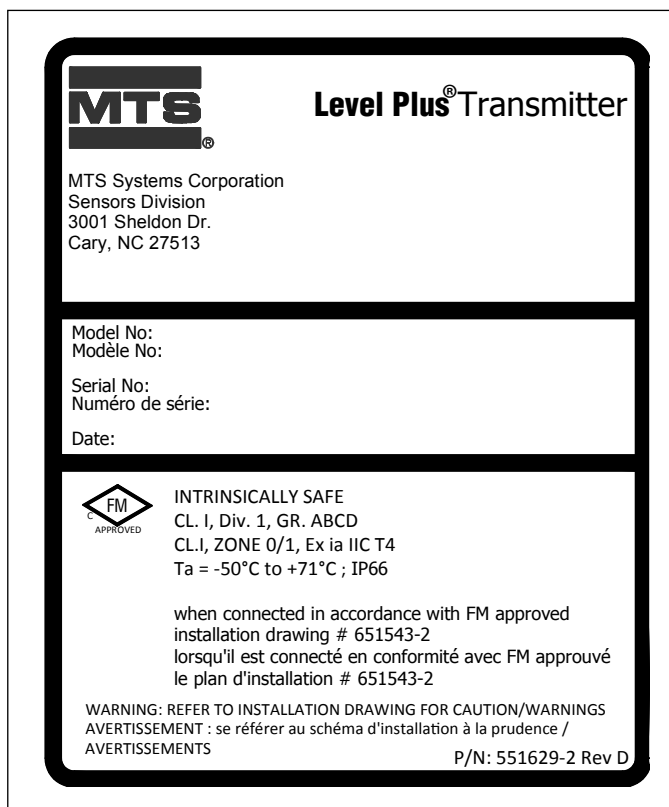 MTS
®
Level Plus® Transmitter
MTS Systems Corporation
Sensors Division
3001 Sheldon Dr.
Cary, NC 27513
Model No:
Modèle No:
Serial No:
Numéro de série:
Date:
FM
C
APPROVED
INTRINSICALLY SAFE
CL. I, Div. 1, GR. ABCD
CL.I, ZONE 0/1, Ex ia IIC T4
Ta = -50°C to +71°C ; IP66
when connected in accordance with FM approved
installation drawing # 651543-2
lorsqu'il est connecté en conformité avec FM approuvé
le plan d'installation # 651543-2
WARNING: REFER TO INSTALLATION DRAWING FOR CAUTION/WARNINGS
AVERTISSEMENT : se référer au schéma d'installation à la prudence /
AVERTISSEMENTS
P/N: 551629-2 Rev D